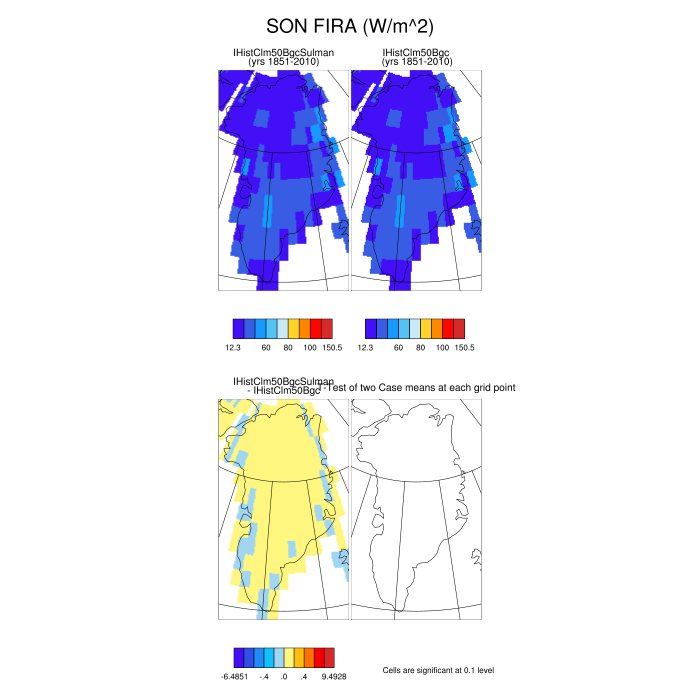 SON FIRA (W/m^2)
IHistClm50BgcSulman
(yrs 1851-2010)
IHistClm50Bgc
(yrs 1851-2010)
12.3 60 80 100 150.5
12.3 60 80 100 150.5
IHistClm50BgcSulman
- IHistClm50Bgc
T-Test of two Case means at each grid point
-6.4851 -.4 .0 .4 9.4928
Cells are significant at 0.1 level